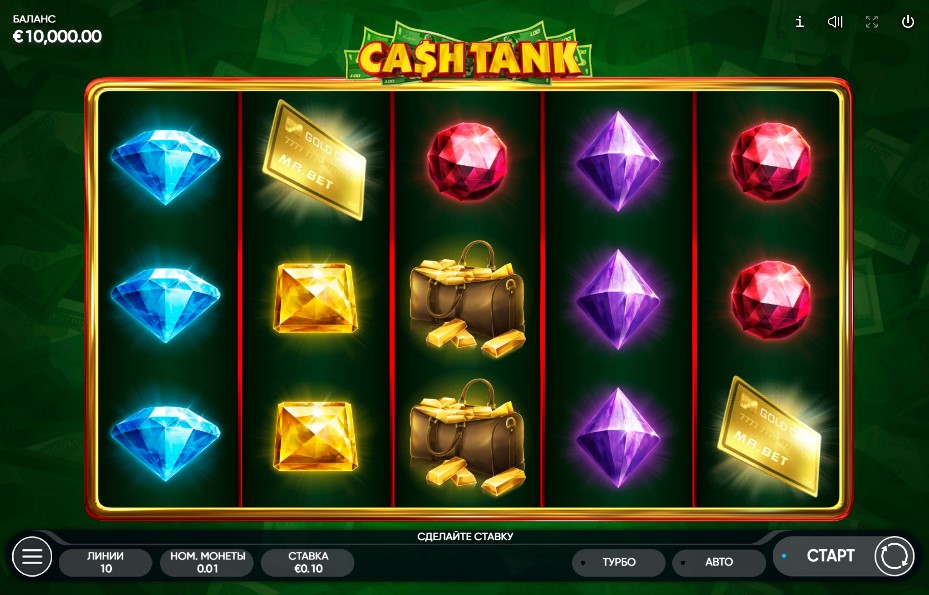 БАЛАНС
€10,000.00
CA$H TANK
GOLD
MR.BET
GOLD
MR.BET
СДЕЛАЙТЕ СТАВКУ
ЛИНИИ
10
НОМ. МОНЕТЫ
0.01
СТАВКА
€0.10
ТУРБО
АВТО
СТАРТ